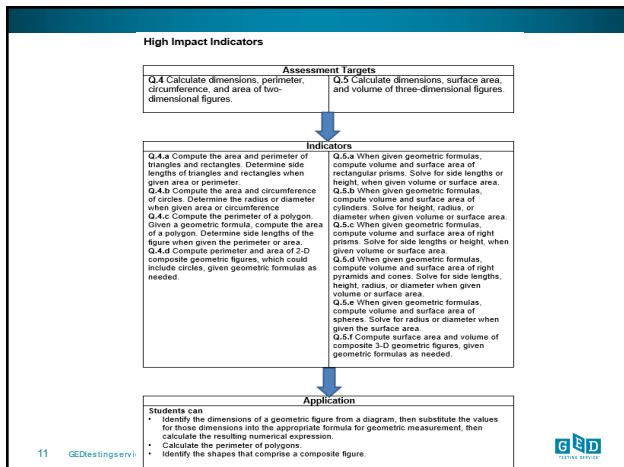 High Impact Indicators
Assessment Targets
Q.4 Calculate dimensions, perimeter,
circumference, and area of two-
dimensional figures.
Q.5 Calculate dimensions, surface area,
and volume of three-dimensional figures.
Indicators
Q.4.a Compute the area and perimeter of
triangles and rectangles. Determine side
lengths of triangles and rectangles when
given area or perimeter.
Q.4.b Compute the area and circumference
of circles. Determine the radius or diameter
when given area or circumference
Q.4.c Compute the perimeter of a polygon.
Given a geometric formula, compute the area
of a polygon. Determine side lengths of the
figure when given the perimeter or area.
Q.4.d Compute perimeter and area of 2-D
composite geometric figures, which could
include circles, given geometric formulas as
needed.
Q.5.a When given geometric formulas,
compute volume and surface area of
rectangular prisms. Solve for side lengths or
height, when given volume or surface area.
Q.5.b When given geometric formulas,
compute volume and surface area of
cylinders. Solve for height, radius, or
diameter when given volume or surface area.
Q.5.c When given geometric formulas,
compute volume and surface area of right
prisms. Solve for side lengths or height, when
given volume or surface area.
Q.5.d When given geometric formulas,
compute volume and surface area of right
pyramids and cones. Solve for side lengths,
height, radius, or diameter when given
volume or surface area.
Q.5.e When given geometric formulas,
compute volume and surface area of
spheres. Solve for radius or diameter when
given the surface area.
Q.5.f Compute surface area and volume of
composite 3-D geometric figures, given
geometric formulas as needed.
Application
Students can
• Identify the dimensions of a geometric figure from a diagram, then substitute the values
for those dimensions into the appropriate formula for geometric measurement, then
calculate the resulting numerical expression.
• Calculate the perimeter of polygons.
• Identify the shapes that comprise a composite figure.
11 GEDtestingservi
GED
TESTING SERVICE